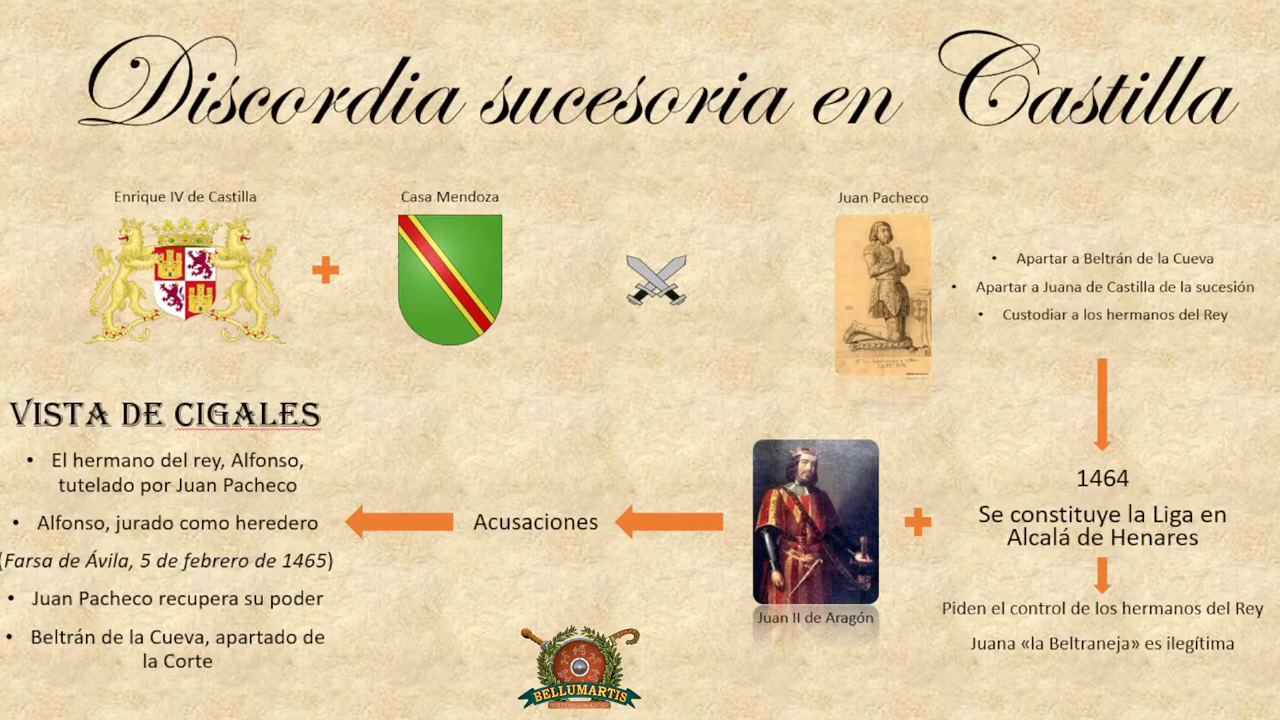 Discordia sucesoria en Castilla
Enrique IV de Castilla
Casa Mendoza
Juan Pacheco
• Apartar a Beltrán de la Cueva
• Apartar a Juana de Castilla de la sucesión
• Custodiar a los hermanos del Rey
1464
Se constituye la Liga en
Alcalá de Henares
Piden el control de los hermanos del Rey
Juana «la Beltraneja» es ilegítima
Juan II de Aragón
Acusaciones
VISTA DE CIGALES
• El hermano del rey, Alfonso,
tutelado por Juan Pacheco
• Alfonso, jurado como heredero
(Farsa de Ávila, 5 de febrero de 1465)
• Juan Pacheco recupera su poder
• Beltrán de la Cueva, apartado de
la Corte
BELLUMARTIS
HISTORIA MILITAR